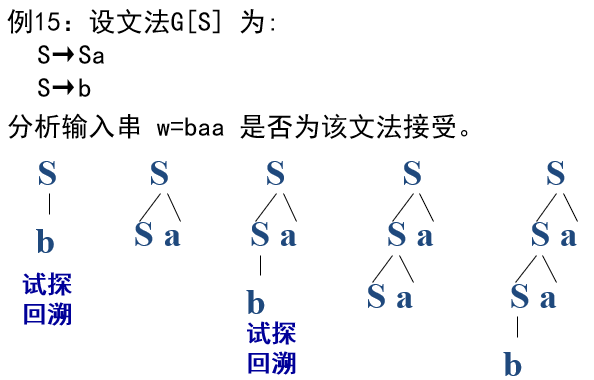 例15：设文法G[S] 为:
S→Sa
S→b
分析输入串 w=baa 是否为该文法接受。
S S S S S
b S a S a S a S a
试探
回溯
b S a S a
试探
回溯
b